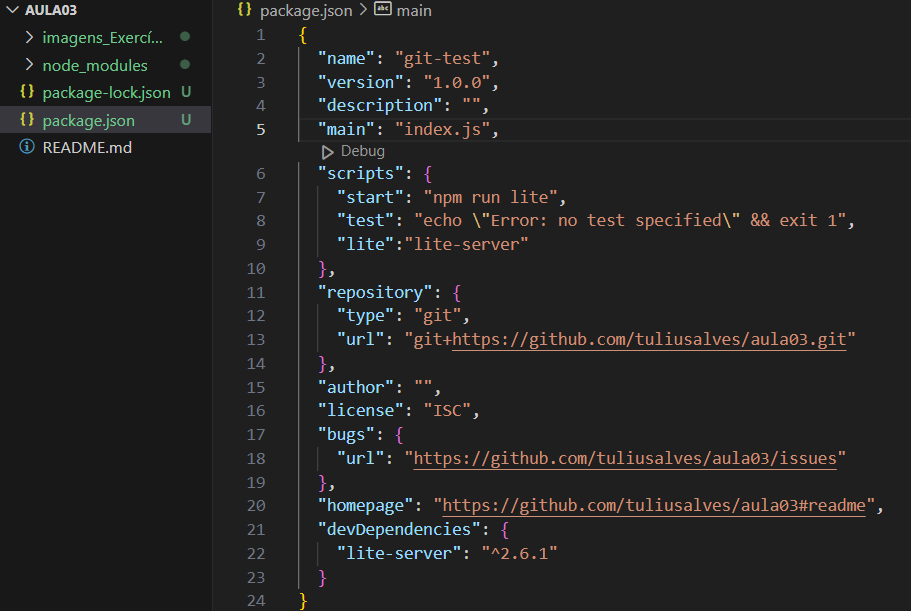 AULA03
imagens_Exercí...
node_modules
package-lock.json U
package.json U
README.md
{} package.json > abc main
1 {
2 "name": "git-test",
3 "version": "1.0.0",
4 "description": "",
5 "main": "index.js",
Debug
6 "scripts": {
7 "start": "npm run lite",
8 "test": "echo \"Error: no test specified\" && exit 1",
9 "lite":"lite-server"
10 },
11 "repository": {
12 "type": "git",
13 "url": "git+https://github.com/tuliusalves/aula03.git"
14 },
15 "author": "",
16 "license": "ISC",
17 "bugs": {
18 "url": "https://github.com/tuliusalves/aula03/issues"
19 },
20 "homepage": "https://github.com/tuliusalves/aula03#readme",
21 "devDependencies": {
22 "lite-server": "^2.6.1"
23 }
24 }